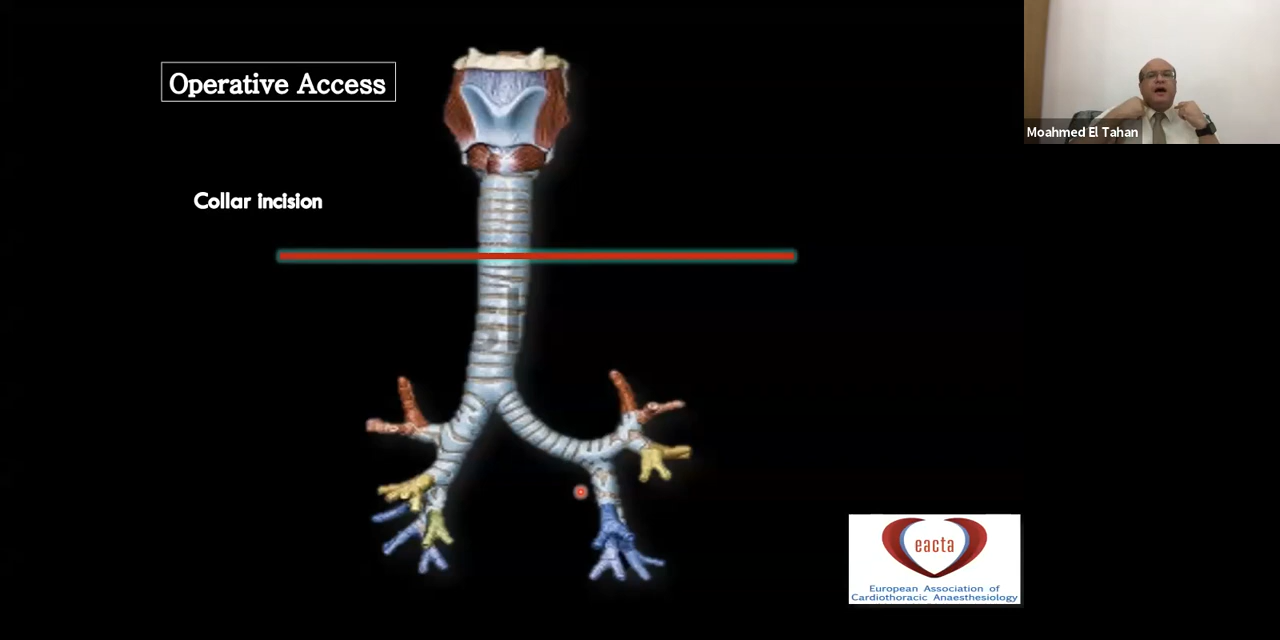 Operative Access
Moahmed El Tahan
Collar incision
eacta
European Association of
Cardiothoracic Anaesthesiology